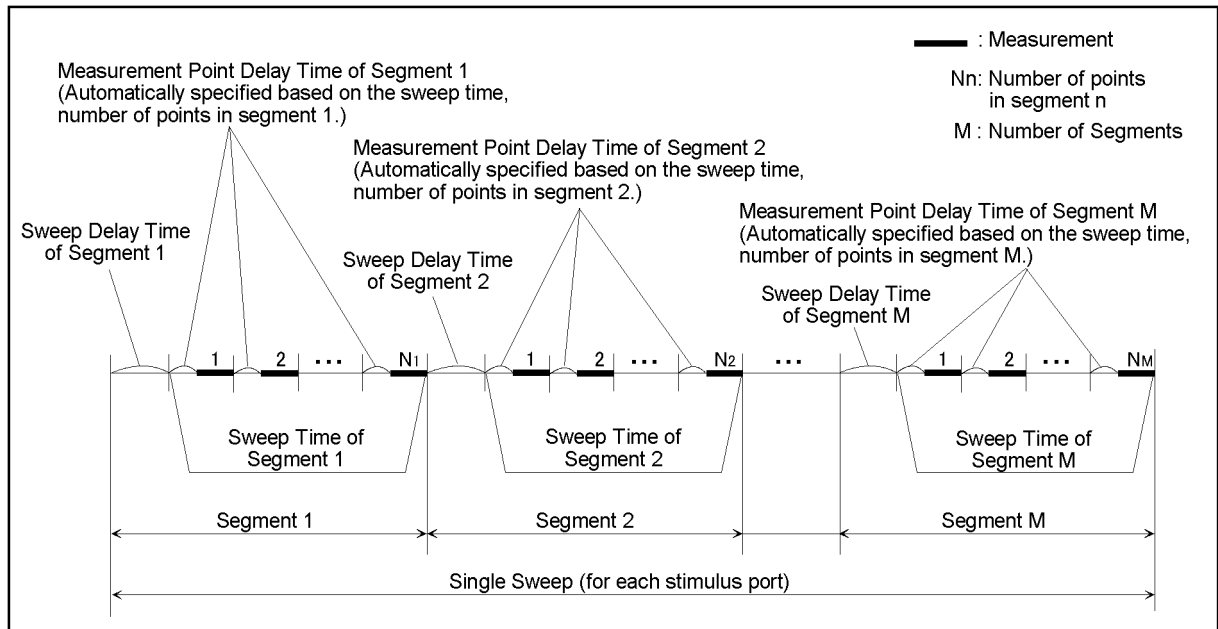 : Measurement
Nn: Number of points
in segment n
M : Number of Segments
Measurement Point Delay Time of Segment 1
(Automatically specified based on the sweep time,
number of points in segment 1.)
Measurement Point Delay Time of Segment 2
(Automatically specified based on the sweep time,
number of points in segment 2.)
Measurement Point Delay Time of Segment M
(Automatically specified based on the sweep time,
number of points in segment M.)
Sweep Delay Time
of Segment 1
Sweep Delay Time
of Segment 2
Sweep Delay Time
of Segment M
1 2 ··· N1 1 2 ··· N2 ··· 1 2 ··· NM
Sweep Time of
Segment 1
Sweep Time of
Segment 2
Sweep Time of
Segment M
Segment 1
Segment 2
Segment M
Single Sweep (for each stimulus port)